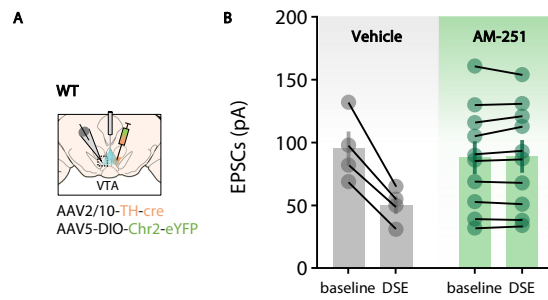 A
WT
VTA
AAV2/10-TH-cre
AAV5-DIO-Chr2-eYFP
B
Vehicle
AM-251
EPSCs (pA)
200
150
100
50
0
baseline DSE
baseline DSE